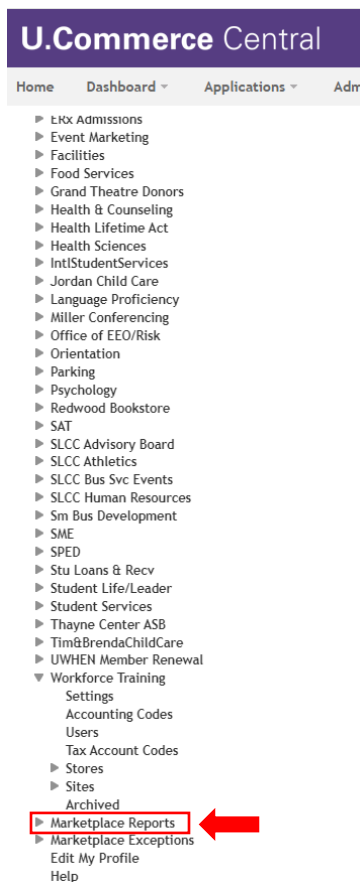 U.Commerce Central
Home Dashboard Applications Adm
ERx Admissions
Event Marketing
Facilities
Food Services
Grand Theatre Donors
Health & Counseling
Health Lifetime Act
Health Sciences
IntlStudentServices
Jordan Child Care
Language Proficiency
Miller Conferencing
Office of EEO/Risk
Orientation
Parking
Psychology
Redwood Bookstore
SAT
SLCC Advisory Board
SLCC Athletics
SLCC Bus Svc Events
SLCC Human Resources
Sm Bus Development
SME
SPED
Stu Loans & Recv
Student Life/Leader
Student Services
Thayne Center ASB
Tim&BrendaChildCare
UWHEN Member Renewal
Workforce Training
Settings
Accounting Codes
Users
Tax Account Codes
Stores
Sites
Archived
Marketplace Reports
Marketplace Exceptions
Edit My Profile
Help